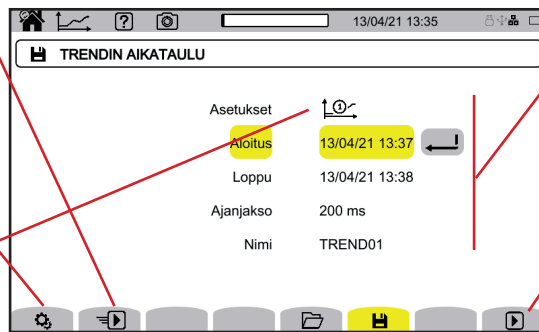 13/04/21 13:35
TRENDIN AIKATAULU
Asetukset 1
Aloitus 13/04/21 13:37
Loppu 13/04/21 13:38
Ajanjakso 200 ms
Nimi TREND01